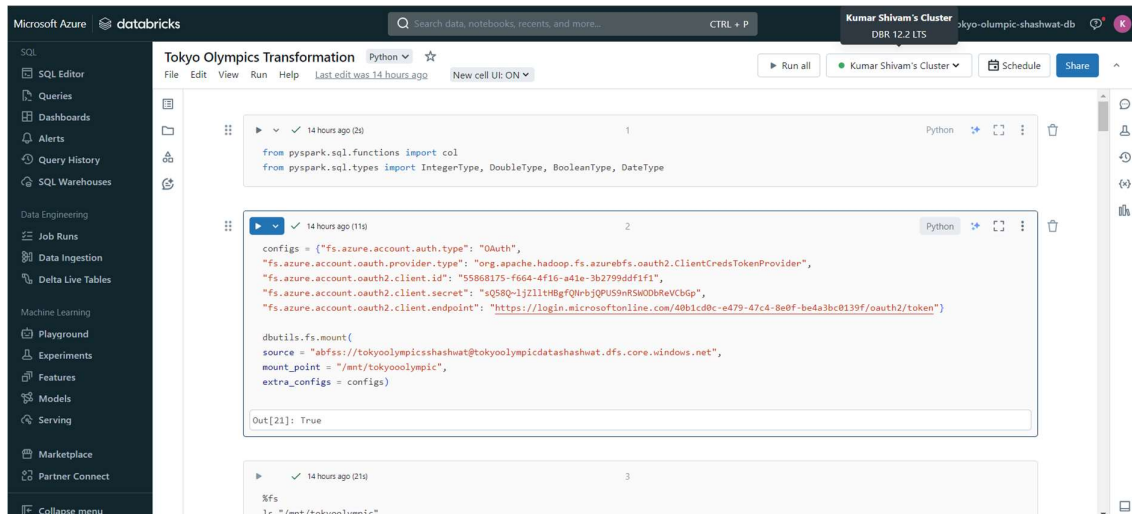 Microsoft Azure databricks
Search data, notebooks, recents, and more... CTRL + P
Kumar Shivam's Cluster
DBR 12.2 LTS
okyo-olumpic-shashwat-db
K
SQL
SQL Editor
Queries
Dashboards
Alerts
Query History
SQL Warehouses
Data Engineering
Job Runs
Data Ingestion
Delta Live Tables
Machine Learning
Playground
Experiments
Features
Models
Serving
Marketplace
Partner Connect
Collapse menu
Tokyo Olympics Transformation Python
File Edit View Run Help Last edit was 14 hours ago New cell UI: ON
Run all Kumar Shivam's Cluster Schedule Share
14 hours ago (2s) 1 Python
from pyspark.sql.functions import col
from pyspark.sql.types import IntegerType, DoubleType, BooleanType, DateType
14 hours ago (11s) 2 Python
configs = {"fs.azure.account.auth.type": "OAuth",
"fs.azure.account.oauth.provider.type": "org.apache.hadoop.fs.azurebfs.oauth2.ClientCredsTokenProvider",
"fs.azure.account.oauth2.client.id": "55868175-f664-4f16-a41e-3b2799ddf1f1",
"fs.azure.account.oauth2.client.secret": "sQ58Q~ljZlltHBgfQNrbjQPUS9nRSWODbReVCbGp",
"fs.azure.account.oauth2.client.endpoint": "https://login.microsoftonline.com/40b1cd0c-e479-47c4-8e0f-be4a3bc0139f/oauth2/token"}
dbutils.fs.mount(
source = "abfss://tokyoolympicsshashwat@tokyoolympicdatashashwat.dfs.core.windows.net",
mount_point = "/mnt/tokyooolympic",
extra_configs = configs)
Out[21]: True
14 hours ago (21s) 3
%fs
ls "/mnt/tokyoolympic"